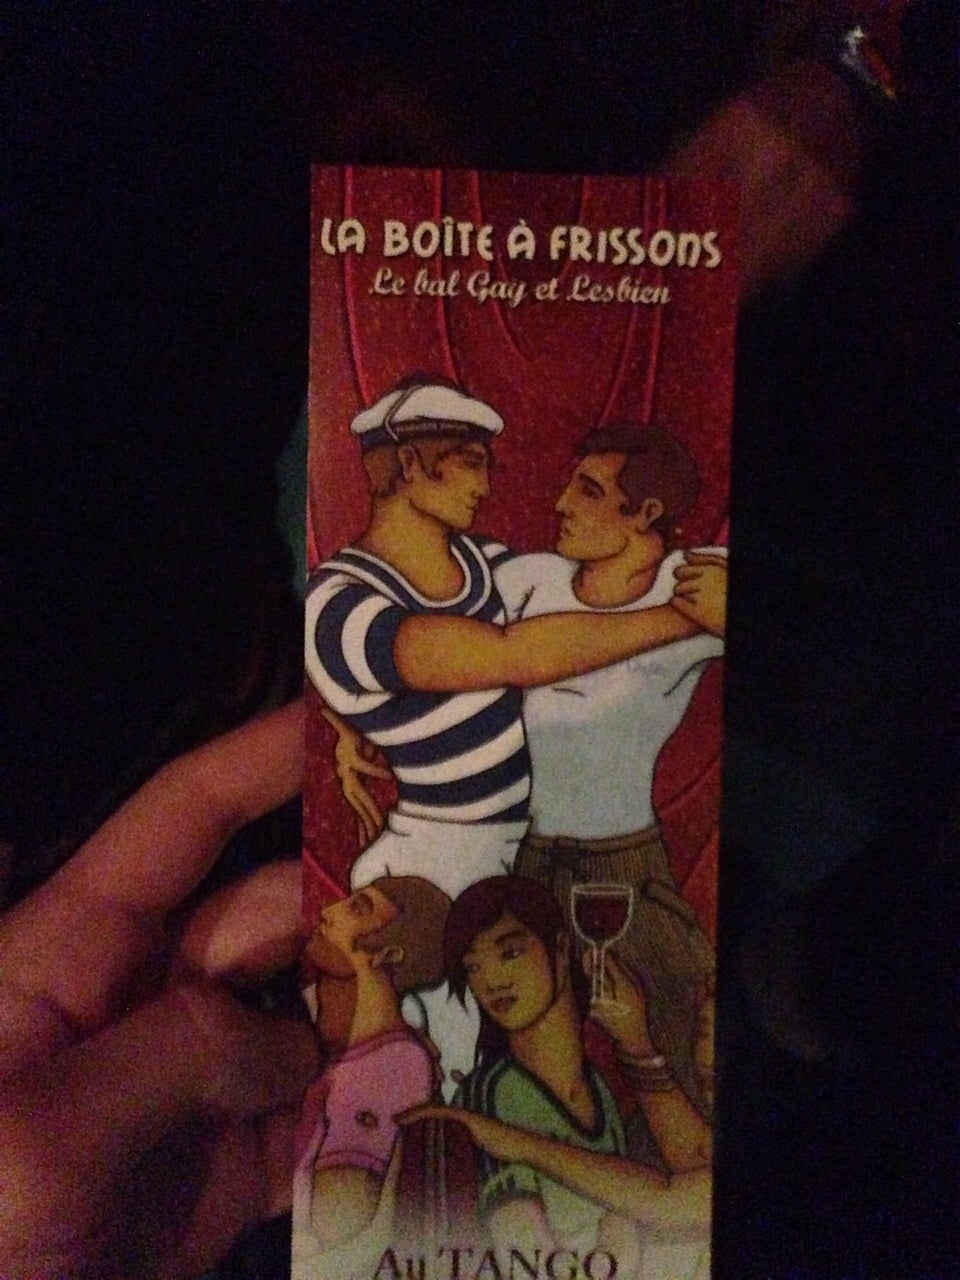 LA BOÎTE À FRISSONS
Le bal Gay et Lesbien
Au TANGO